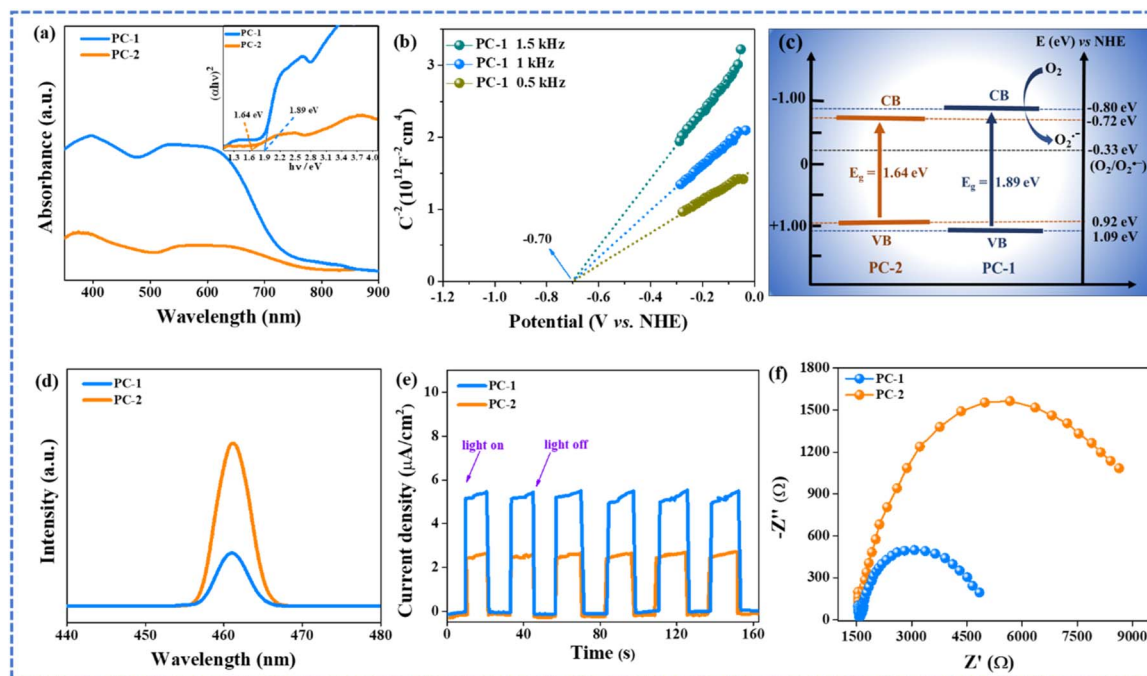 (a)
PC-1
PC-2
Absorbance (a.u.)
400 500 600 700 800 900
Wavelength (nm)
PC-1
PC-2
(αhν)²
1.64 eV
1.89 eV
1.3 1.6 1.9 2.2 2.5 2.8 3.1 3.4 3.7 4.0
hν / eV
(b)
PC-1 1.5 kHz
PC-1 1 kHz
PC-1 0.5 kHz
C⁻² (10¹²F⁻² cm⁴)
3
2
1
0
-0.70
-1.2 -1.0 -0.8 -0.6 -0.4 -0.2 0.0
Potential (V vs. NHE)
(c)
E (eV) vs NHE
-1.00
0
+1.00
CB
CB
O₂
O₂•⁻
-0.80 eV
-0.72 eV
-0.33 eV
(O₂/O₂•⁻)
Eg = 1.64 eV
Eg = 1.89 eV
0.92 eV
1.09 eV
VB
VB
PC-2
PC-1
(d)
PC-1
PC-2
Intensity (a.u.)
440 450 460 470 480
Wavelength (nm)
(e)
PC-1
PC-2
light on
light off
Current density (μA/cm²)
10
8
6
4
2
0
0 40 80 120 160
Time (s)
(f)
PC-1
PC-2
-Z'' (Ω)
1800
1500
1200
900
600
300
0
1500 3000 4500 6000 7500 9000
Z' (Ω)